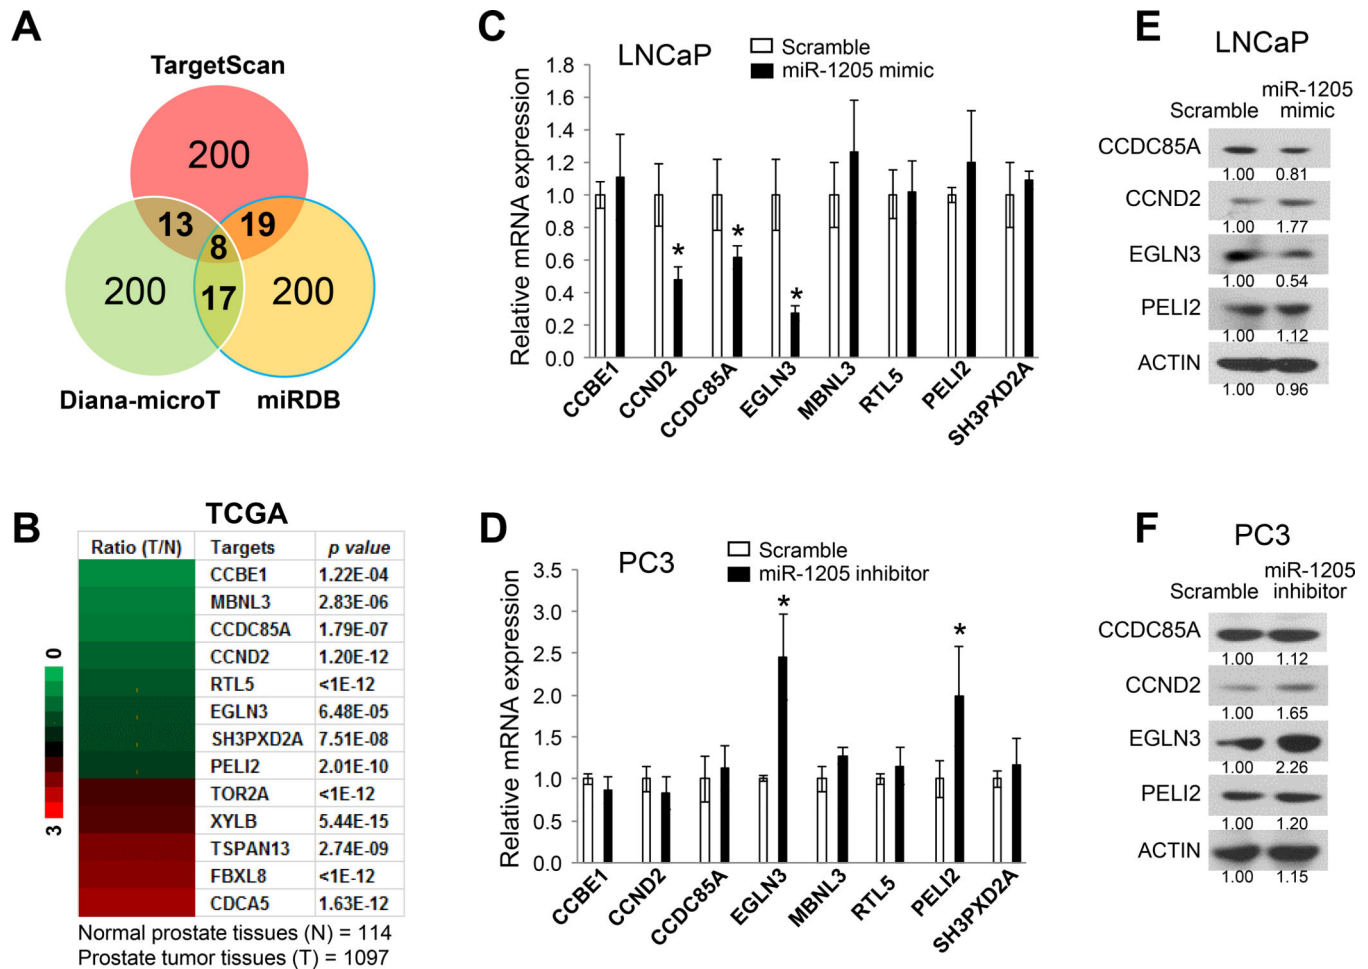 A
TargetScan
200
13
19
8
200
17
200
Diana-microT
miRDB
B
TCGA
Ratio (T/N) Targets p value
CCBE1 1.22E-04
MBNL3 2.83E-06
CCDC85A 1.79E-07
CCND2 1.20E-12
RTL5 <1E-12
EGLN3 6.48E-05
SH3PXD2A 7.51E-08
PELI2 2.01E-10
TOR2A <1E-12
XYLB 5.44E-15
TSPAN13 2.74E-09
FBXL8 <1E-12
CDCA5 1.63E-12
0
3
Normal prostate tissues (N) = 114
Prostate tumor tissues (T) = 1097
C
LNCaP
Scramble
miR-1205 mimic
Relative mRNA expression
1.8
1.6
1.4
1.2
1.0
0.8
0.6
0.4
0.2
0.0
*
*
*
CCBE1
CCND2
CCDC85A
EGLN3
MBNL3
RTL5
PELI2
SH3PXD2A
D
PC3
Scramble
miR-1205 inhibitor
Relative mRNA expression
3.5
3.0
2.5
2.0
1.5
1.0
0.5
0.0
*
*
CCBE1
CCND2
CCDC85A
EGLN3
MBNL3
RTL5
PELI2
SH3PXD2A
E
LNCaP
Scramble
miR-1205
mimic
CCDC85A
1.00 0.81
CCND2
1.00 1.77
EGLN3
1.00 0.54
PELI2
1.00 1.12
ACTIN
1.00 0.96
F
PC3
Scramble
miR-1205
inhibitor
CCDC85A
1.00 1.12
CCND2
1.00 1.65
EGLN3
1.00 2.26
PELI2
1.00 1.20
ACTIN
1.00 1.15